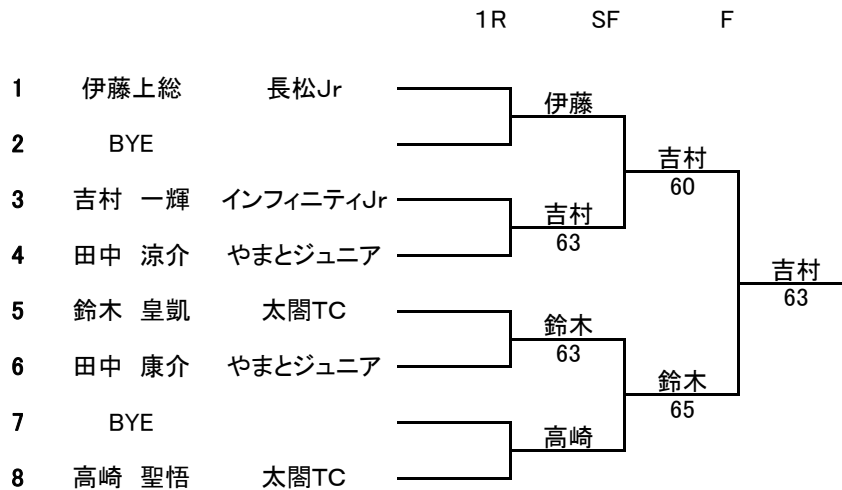 1R SF F
1 伊藤上総 長松Jr
伊藤
2 BYE
吉村
60
3 吉村 一輝 インフィニティJr
吉村
63
4 田中 涼介 やまとジュニア
吉村
63
5 鈴木 皇凱 太閤TC
鈴木
63
6 田中 康介 やまとジュニア
鈴木
65
7 BYE
高崎
8 高崎 聖悟 太閤TC